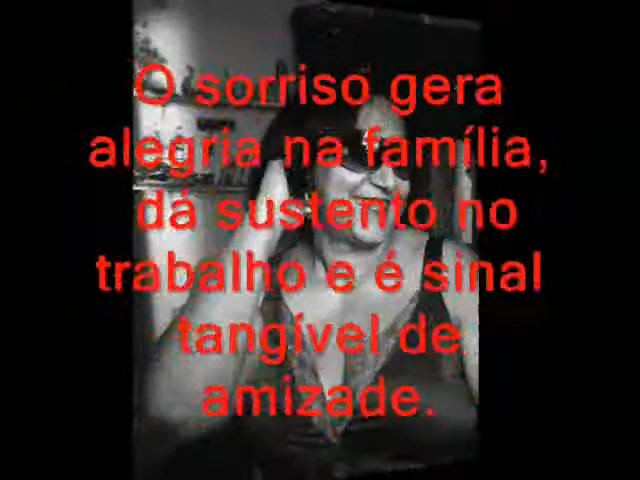 O sorriso gera
alegria na família,
dá sustento no
trabalho e é sinal
tangível de
amizade.